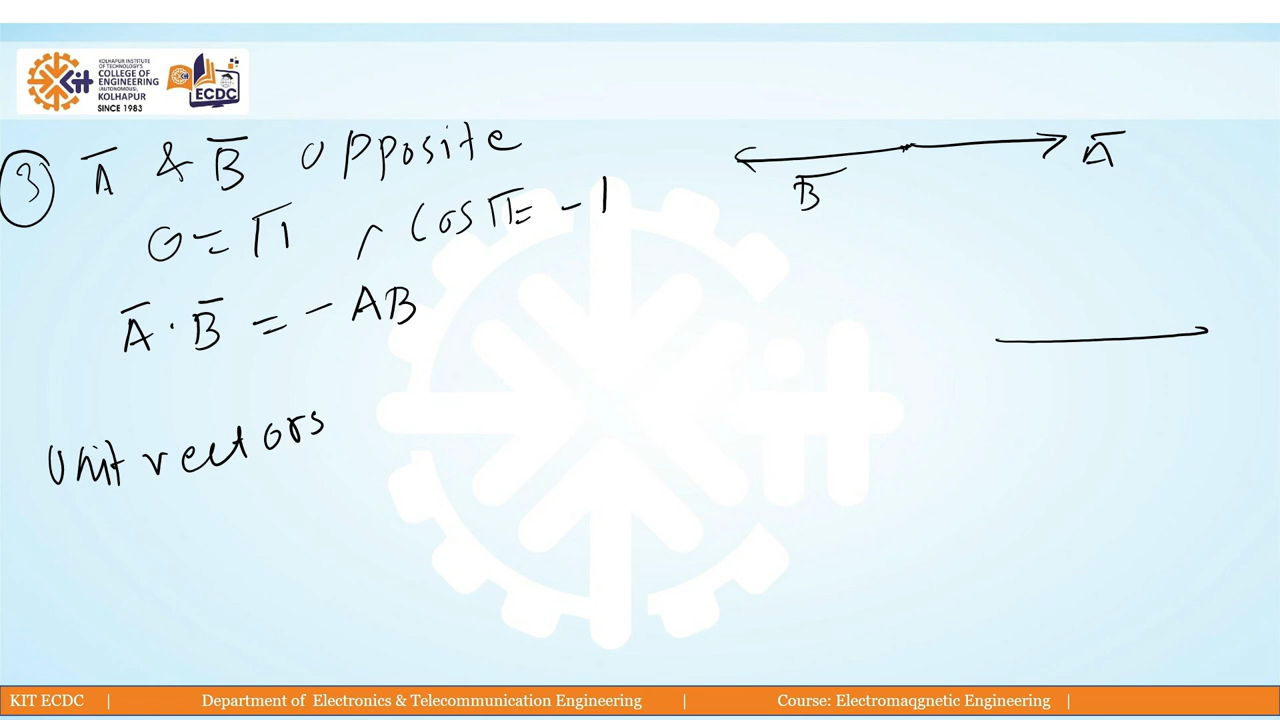 KOLHAPUR INSTITUTE
OF TECHNOLOGY'S
COLLEGE OF
ENGINEERING
(AUTONOMOUS),
KOLHAPUR
SINCE 1983
Kit
ECDC
③ A̅ & B̅ opposite
A̅
B̅
θ = π , cos π = -1
A̅ · B̅ = - AB
Unit vectors
KIT ECDC | Department of Electronics & Telecommunication Engineering | Course: Electromaqgnetic Engineering |